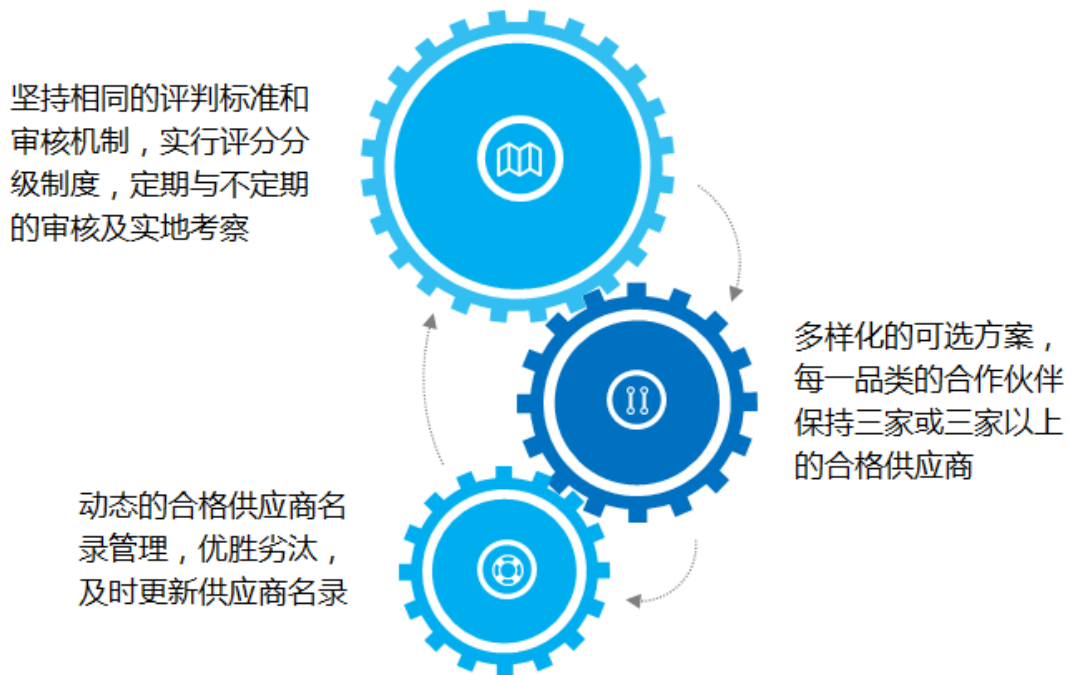 坚持相同的评判标准和
审核机制，实行评分分
级制度，定期与不定期
的审核及实地考察
多样化的可选方案，
每一品类的合作伙伴
保持三家或三家以上
的合格供应商
动态的合格供应商名
录管理，优胜劣汰，
及时更新供应商名录